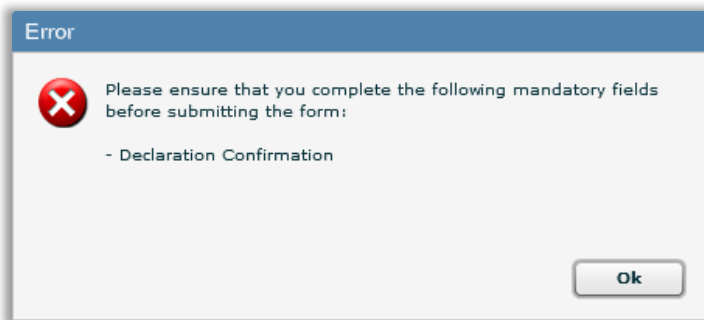 Error
Please ensure that you complete the following mandatory fields
before submitting the form:
- Declaration Confirmation
Ok